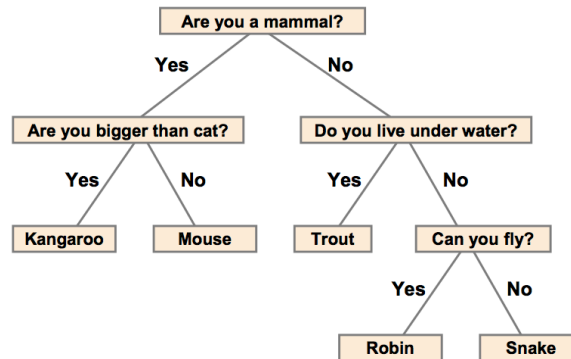 Are you a mammal?
Yes
No
Are you bigger than cat?
Do you live under water?
Yes
No
Yes
No
Kangaroo
Mouse
Trout
Can you fly?
Yes
No
Robin
Snake